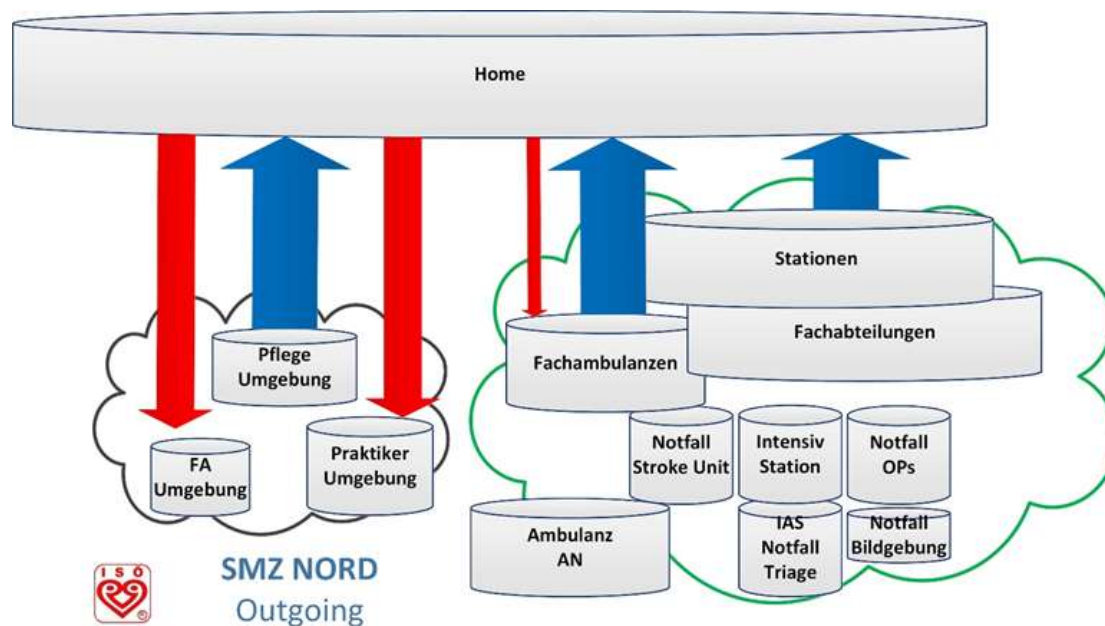 Home
Stationen
Fachabteilungen
Pflege
Umgebung
Fachambulanzen
FA
Umgebung
Praktiker
Umgebung
Notfall
Stroke Unit
Intensiv
Station
Notfall
OPs
Ambulanz
AN
IAS
Notfall
Triage
Notfall
Bildgebung
ISÖ
SMZ NORD
Outgoing